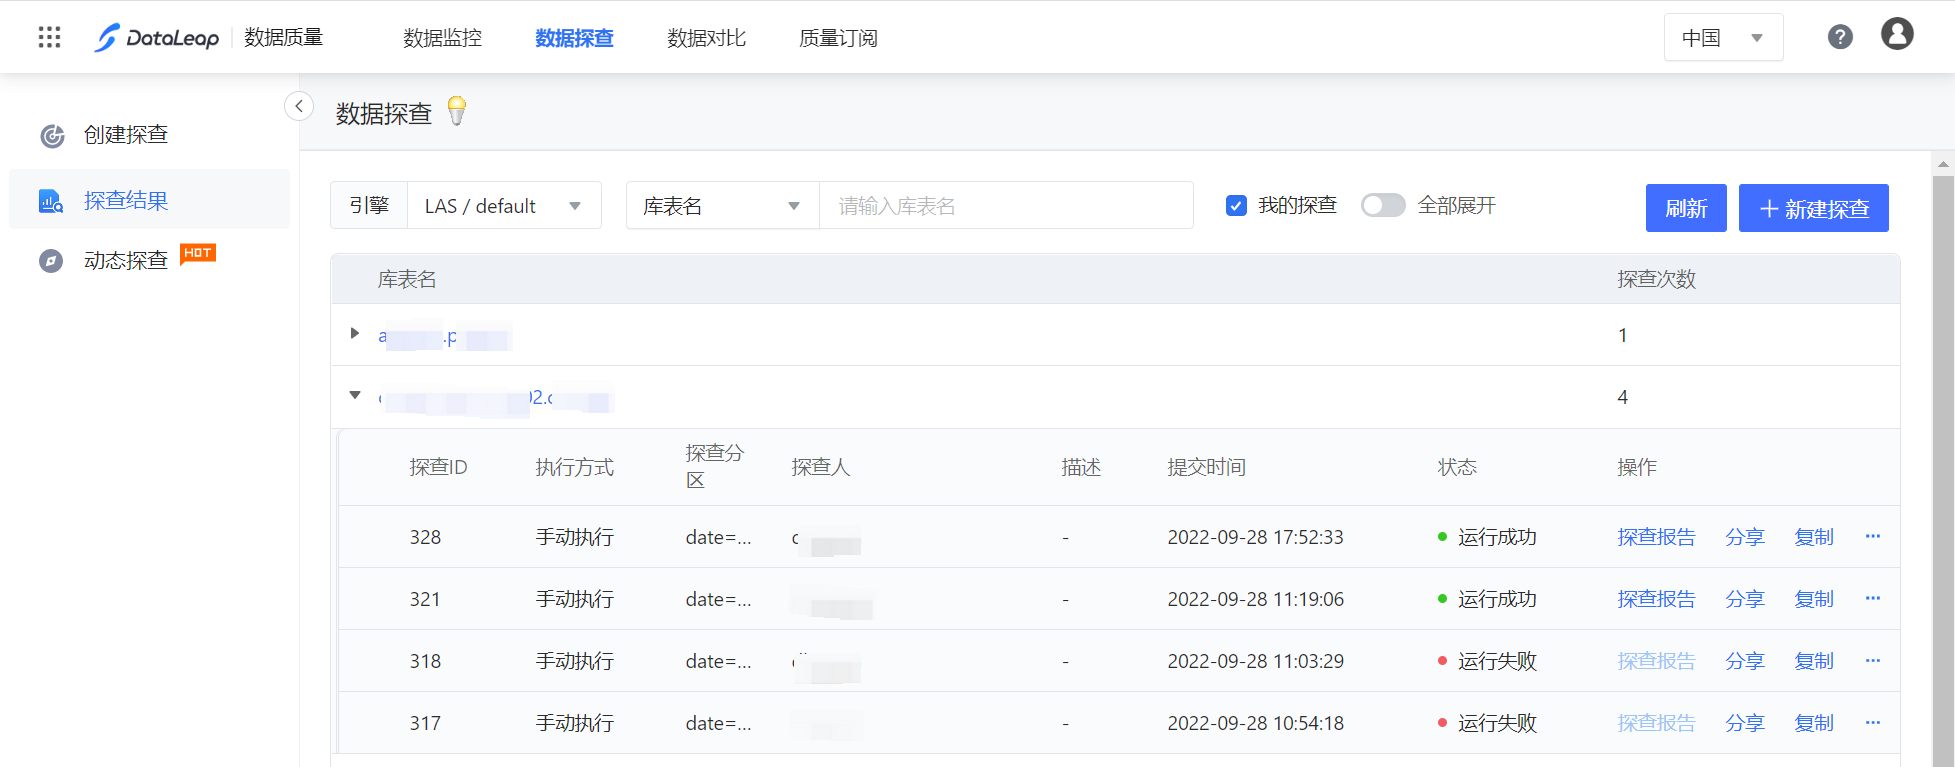 DataLeap 数据质量 数据监控 数据探查 数据对比 质量订阅 中国
创建探查
探查结果
动态探查 HOT
数据探查
引擎 LAS / default 库表名 请输入库表名 我的探查 全部展开 刷新 新建探查
库表名 探查次数
a .p 1
02. 4
探查ID 执行方式 探查分区 探查人 描述 提交时间 状态 操作
328 手动执行 date=... - 2022-09-28 17:52:33 运行成功 探查报告 分享 复制 ...
321 手动执行 date=... - 2022-09-28 11:19:06 运行成功 探查报告 分享 复制 ...
318 手动执行 date=... - 2022-09-28 11:03:29 运行失败 探查报告 分享 复制 ...
317 手动执行 date=... - 2022-09-28 10:54:18 运行失败 探查报告 分享 复制 ...